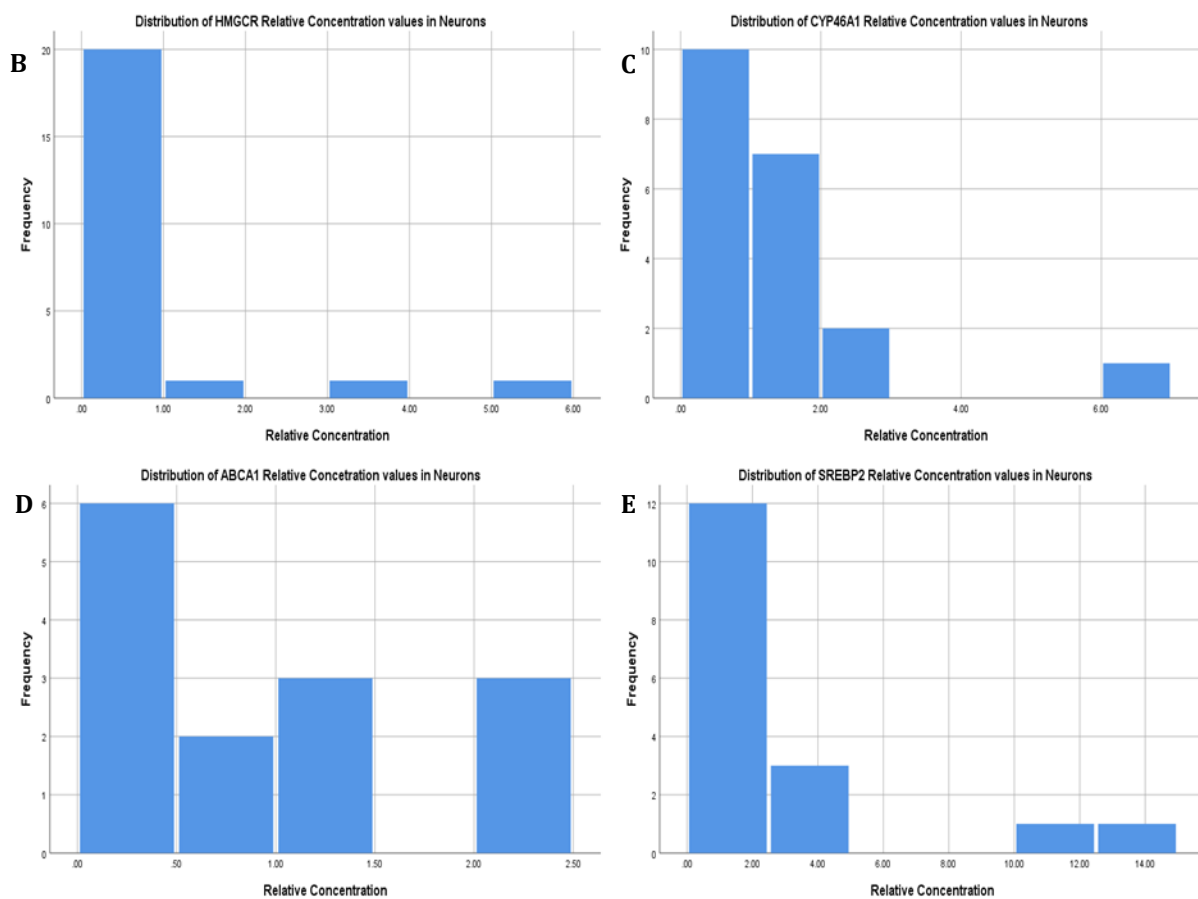 Distribution of HMGCR Relative Concentration values in Neurons
B
20
15
10
5
0
Frequency
.00 1.00 2.00 3.00 4.00 5.00 6.00
Relative Concentration
Distribution of CYP46A1 Relative Concentration values in Neurons
C
10
8
6
4
2
0
Frequency
.00 2.00 4.00 6.00
Relative Concentration
Distribution of ABCA1 Relative Concetration values in Neurons
D
6
5
4
3
2
1
0
Frequency
.00 .50 1.00 1.50 2.00 2.50
Relative Concentration
Distribution of SREBP2 Relative Concentration values in Neurons
E
12
10
8
6
4
2
0
Frequency
.00 2.00 4.00 6.00 8.00 10.00 12.00 14.00
Relative Concentration